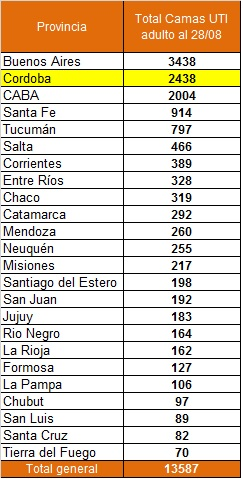 Provincia Total Camas UTI
adulto al 28/08
Buenos Aires 3438
Cordoba 2438
CABA 2004
Santa Fe 914
Tucumán 797
Salta 466
Corrientes 389
Entre Ríos 328
Chaco 319
Catamarca 292
Mendoza 260
Neuquén 255
Misiones 217
Santiago del Estero 198
San Juan 192
Jujuy 183
Rio Negro 164
La Rioja 162
Formosa 127
La Pampa 106
Chubut 97
San Luis 89
Santa Cruz 82
Tierra del Fuego 70
Total general 13587